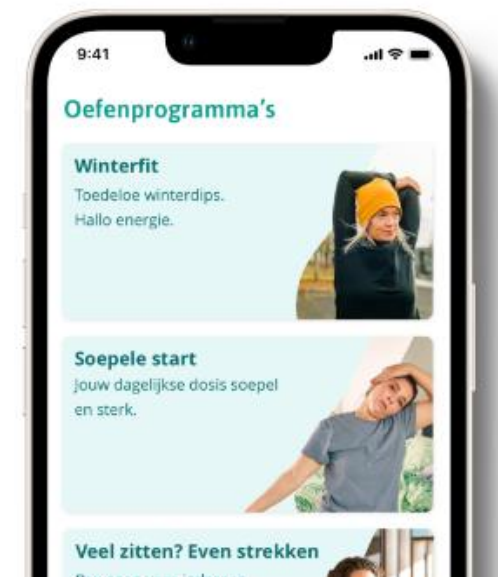 9:41
Oefenprogramma's
Winterfit
Toedeloe winterdips.
Hallo energie.
Soepele start
Jouw dagelijkse dosis soepel
en sterk.
Veel zitten? Even strekken